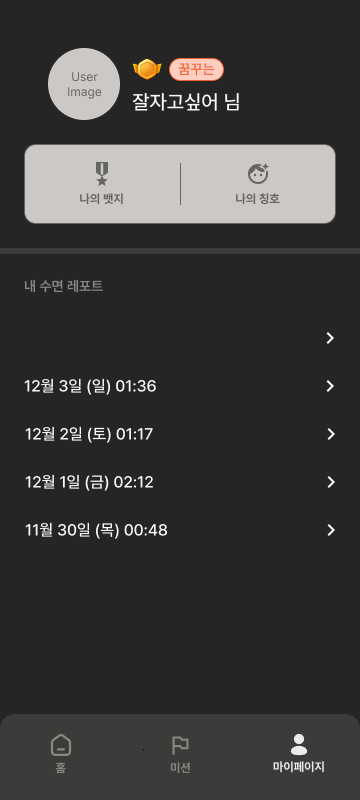 User
Image
꿈꾸는
잘자고싶어 님
나의 뱃지
나의 칭호
내 수면 레포트
12월 3일 (일) 01:36
12월 2일 (토) 01:17
12월 1일 (금) 02:12
11월 30일 (목) 00:48
홈
미션
마이페이지